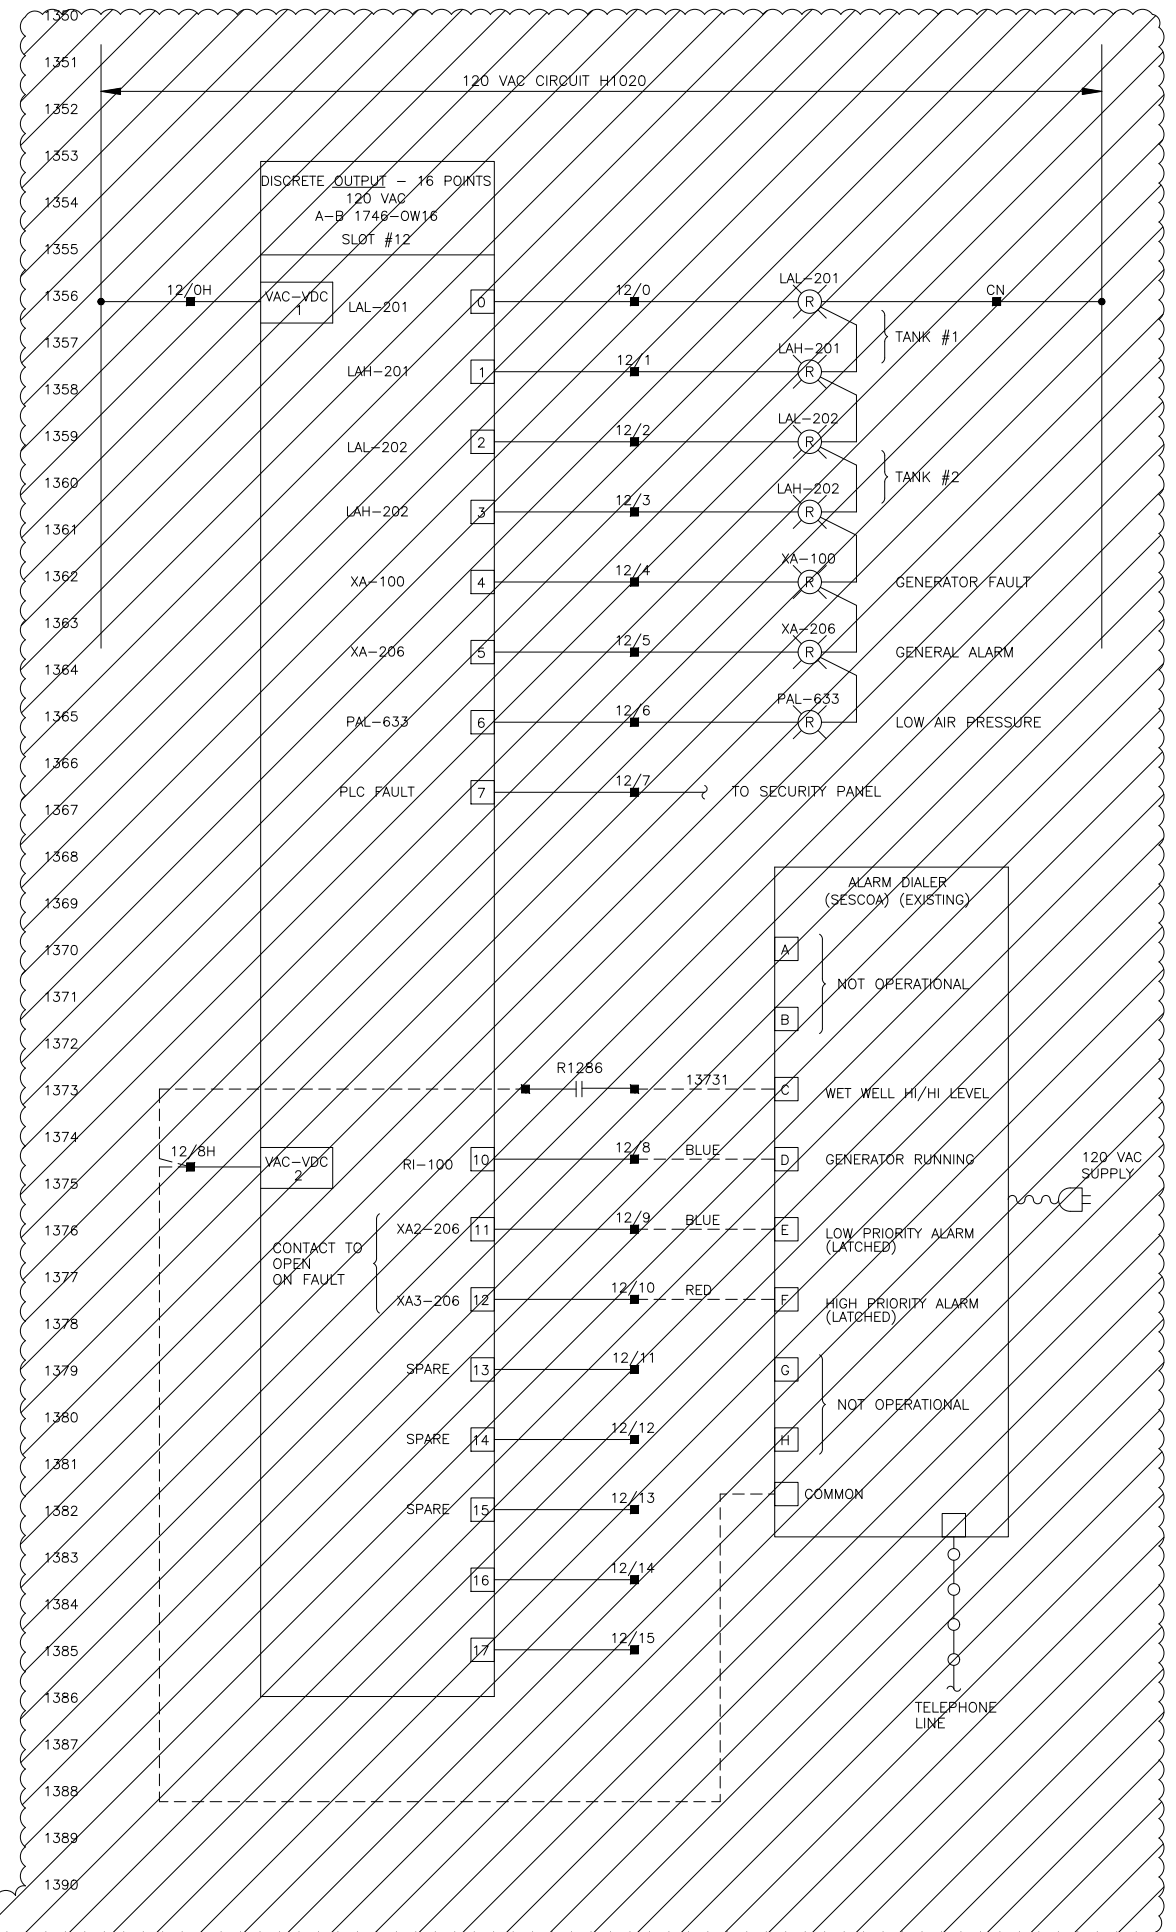 1350
1351
120 VAC CIRCUIT H1020
1352
1353
DISCRETE OUTPUT - 16 POINTS
120 VAC
A-B 1746-OW16
SLOT #12
1354
1355
1356
12/0H
VAC-VDC
1
LAL-201
0
12/0
LAL-201
R
CN
1357
TANK #1
LAH-201
1
12/1
LAH-201
R
1358
1359
LAL-202
2
12/2
LAL-202
R
1360
TANK #2
LAH-202
3
12/3
LAH-202
R
1361
1362
XA-100
4
12/4
XA-100
R
GENERATOR FAULT
1363
XA-206
5
12/5
XA-206
R
GENERAL ALARM
1364
1365
PAL-633
6
12/6
PAL-633
R
LOW AIR PRESSURE
1366
PLC FAULT
7
12/7
TO SECURITY PANEL
1367
1368
ALARM DIALER
(SESCOA) (EXISTING)
1369
1370
A
NOT OPERATIONAL
1371
B
1372
1373
R1286
13731
C
WET WELL HI/HI LEVEL
1374
12/8H
VAC-VDC
2
RI-100
10
12/8
BLUE
D
GENERATOR RUNNING
120 VAC
SUPPLY
1375
1376
XA2-206
11
12/9
BLUE
E
LOW PRIORITY ALARM
(LATCHED)
CONTACT TO
OPEN
ON FAULT
1377
XA3-206
12
12/10
RED
F
HIGH PRIORITY ALARM
(LATCHED)
1378
1379
SPARE
13
12/11
G
NOT OPERATIONAL
1380
SPARE
14
12/12
H
1381
COMMON
1382
SPARE
15
12/13
1383
16
12/14
1384
1385
17
12/15
1386
TELEPHONE
LINE
1387
1388
1389
1390